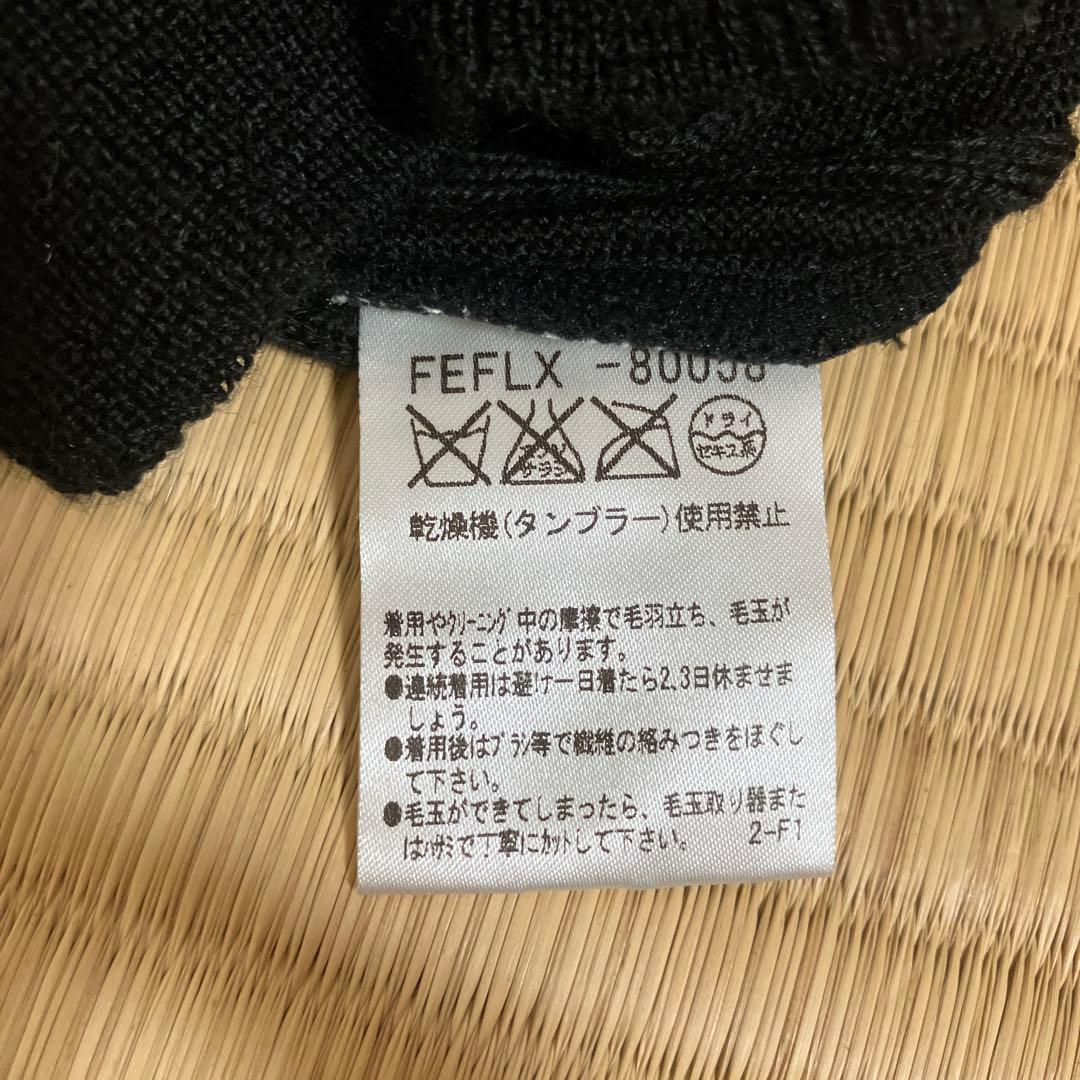 FEFLX -80058
エンソ
サラシ
ドライ
セキユ系
乾燥機(タンブラー)使用禁止
着用やクリーニング中の摩擦で毛羽立ち、毛玉が
発生することがあります。
●連続着用は避け一日着たら2,3日休ませま
しょう。
●着用後はブラシ等で繊維の絡みつきをほぐし
て下さい。
●毛玉ができてしまったら、毛玉取り器また
はハサミで丁寧にカットして下さい。 2-F1